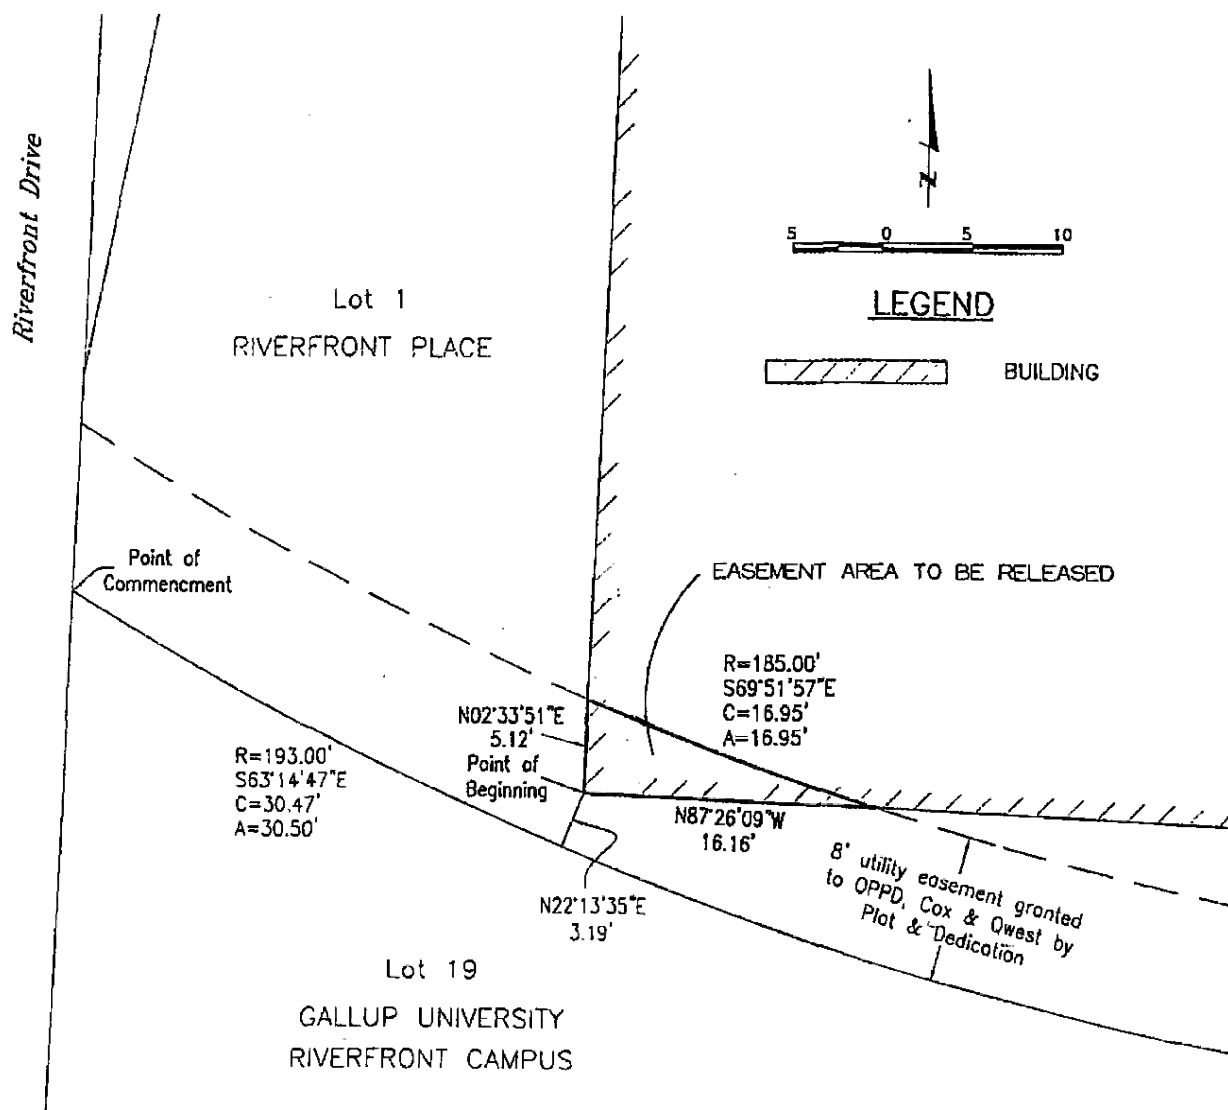 Riverfront Drive
Z
5 0 5 10
LEGEND
BUILDING
Lot 1
RIVERFRONT PLACE
Point of
Commencment
EASEMENT AREA TO BE RELEASED
R=185.00'
S69°51'57"E
C=16.95'
A=16.95'
N02°33'51"E
5.12'
Point of
Beginning
R=193.00'
S63°14'47"E
C=30.47'
A=30.50'
N87°26'09"W
16.16'
N22°13'35"E
3.19'
8' utility easement granted
to OPPD, Cox & Qwest by
Plat & Dedication
Lot 19
GALLUP UNIVERSITY
RIVERFRONT CAMPUS